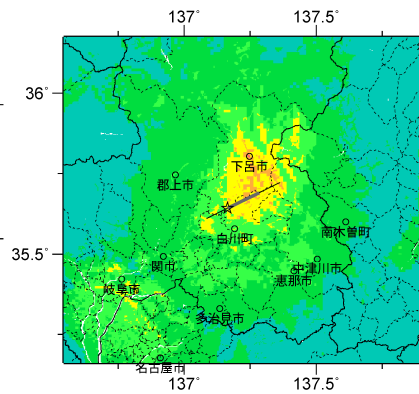 137° 137.5°
36°
下呂市
郡上市
南木曽町
白川町
35.5°
関市
中津川市
恵那市
岐阜市
多治見市
名古屋市
137° 137.5°